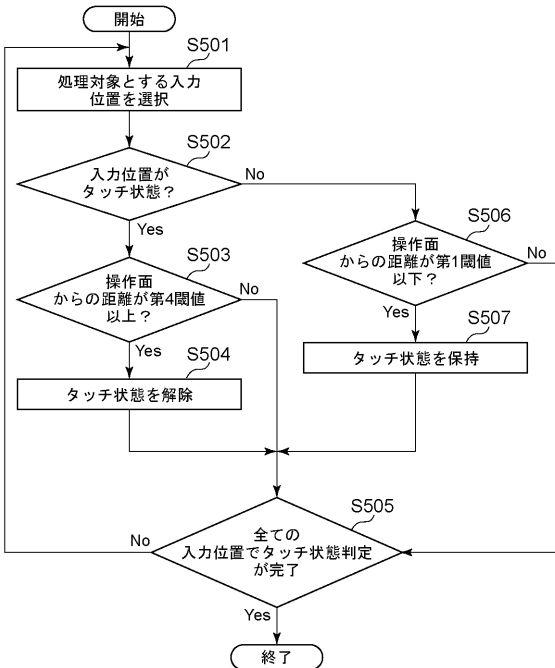 開始
S501
処理対象とする入力
位置を選択
S502
入力位置が
タッチ状態？
No
Yes
S506
操作面
からの距離が第1閾値
以下？
No
Yes
S503
操作面
からの距離が第4閾値
以上？
No
Yes
S507
タッチ状態を保持
S504
タッチ状態を解除
S505
全ての
入力位置でタッチ状態判定
が完了
No
Yes
終了